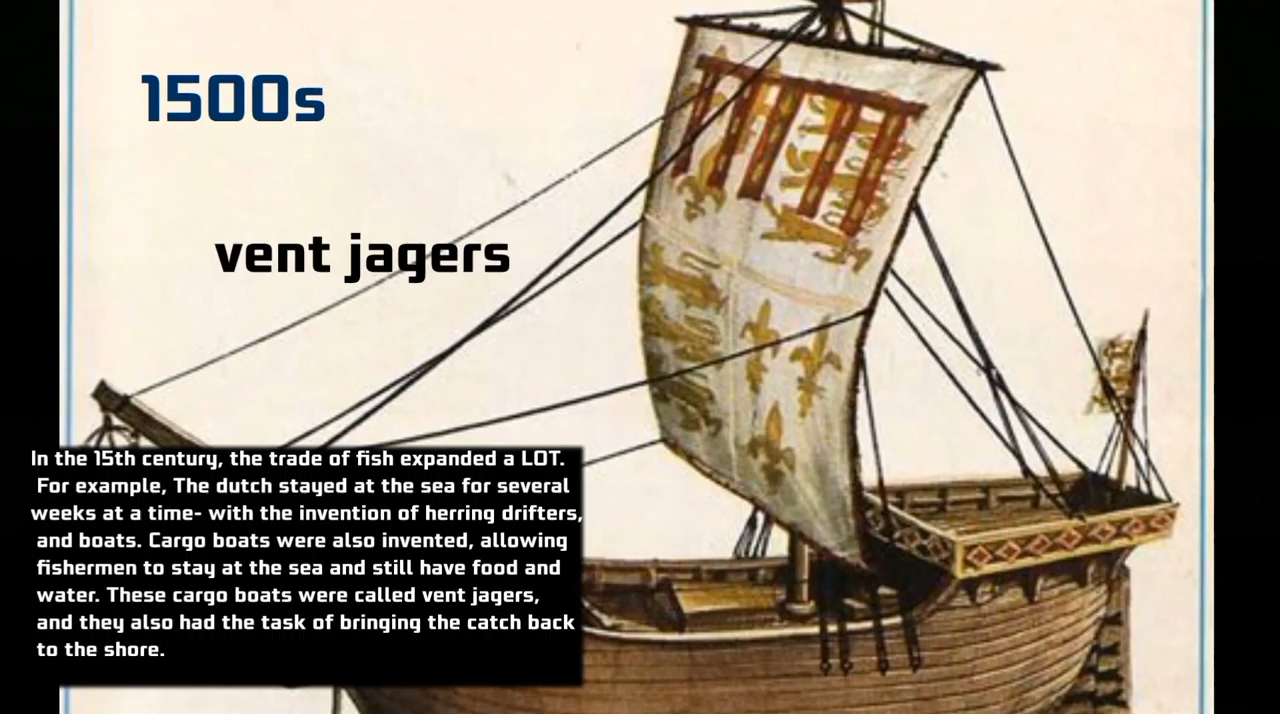 1500s
vent jagers
In the 15th century, the trade of fish expanded a LOT.
For example, The dutch stayed at the sea for several
weeks at a time- with the invention of herring drifters,
and boats. Cargo boats were also invented, allowing
fishermen to stay at the sea and still have food and
water. These cargo boats were called vent jagers,
and they also had the task of bringing the catch back
to the shore.